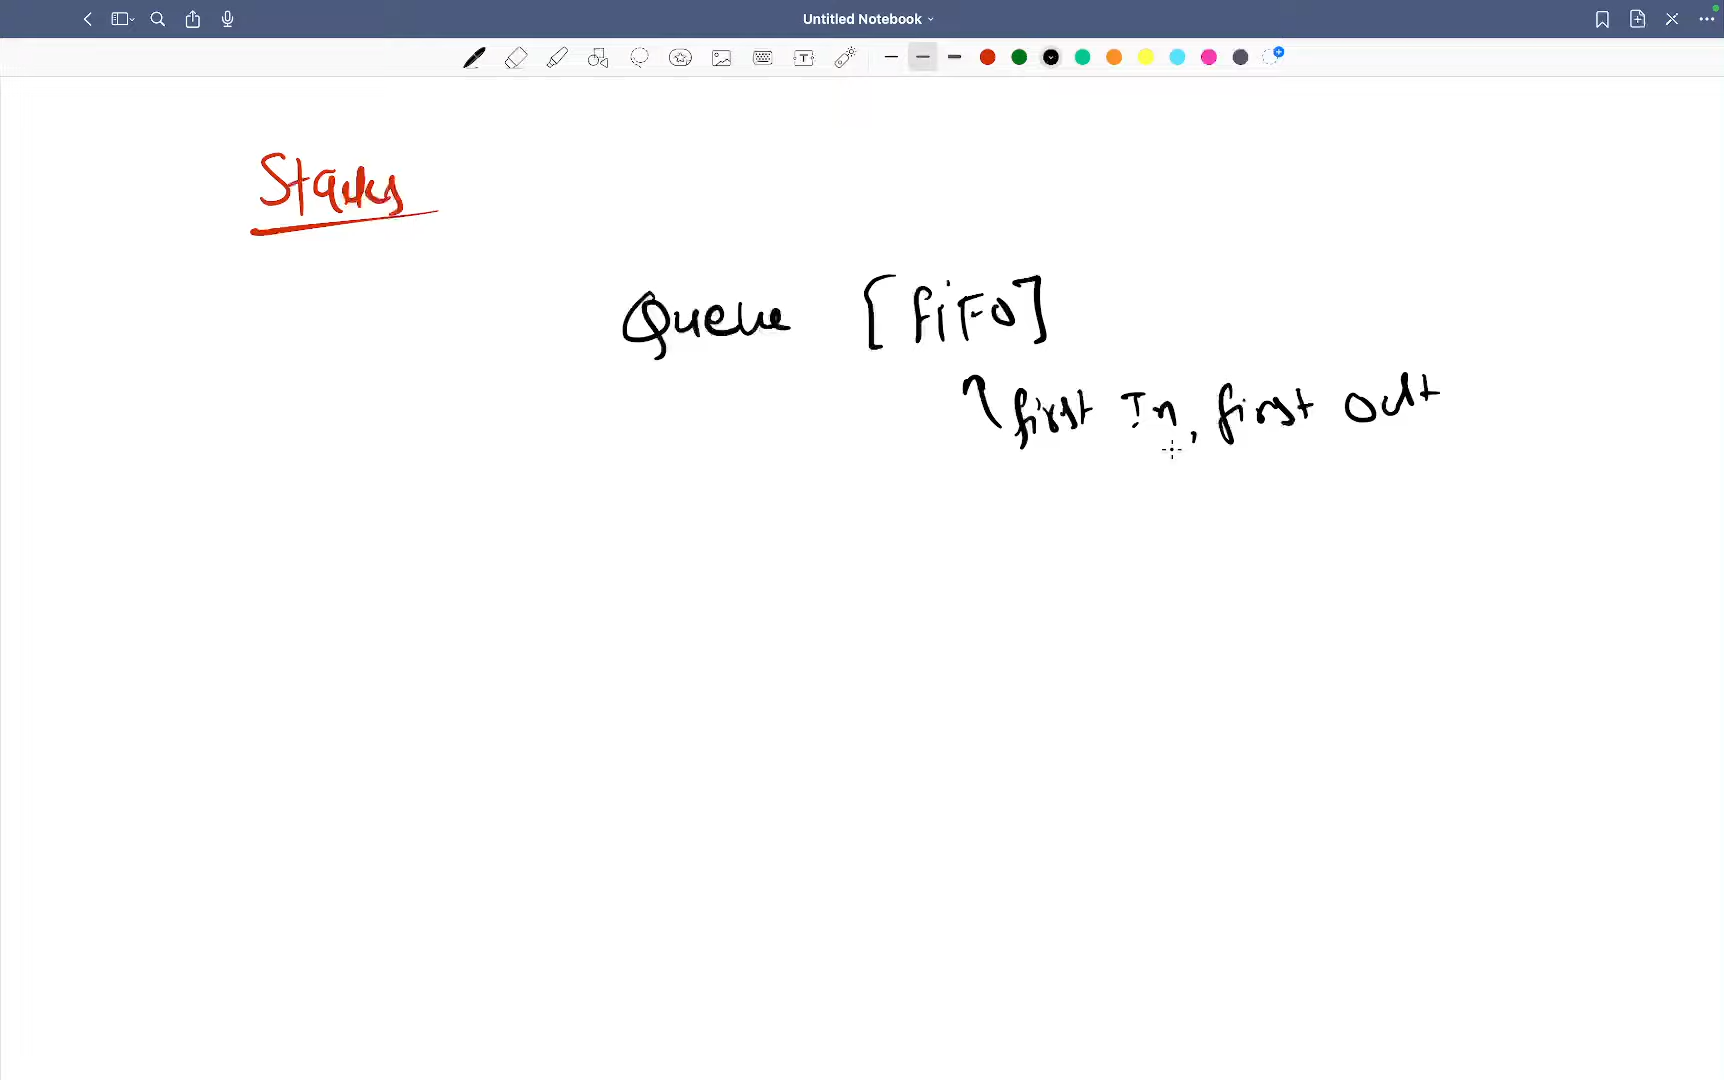 Untitled Notebook
Stacks
Queue [FiFO]
first In, first Out